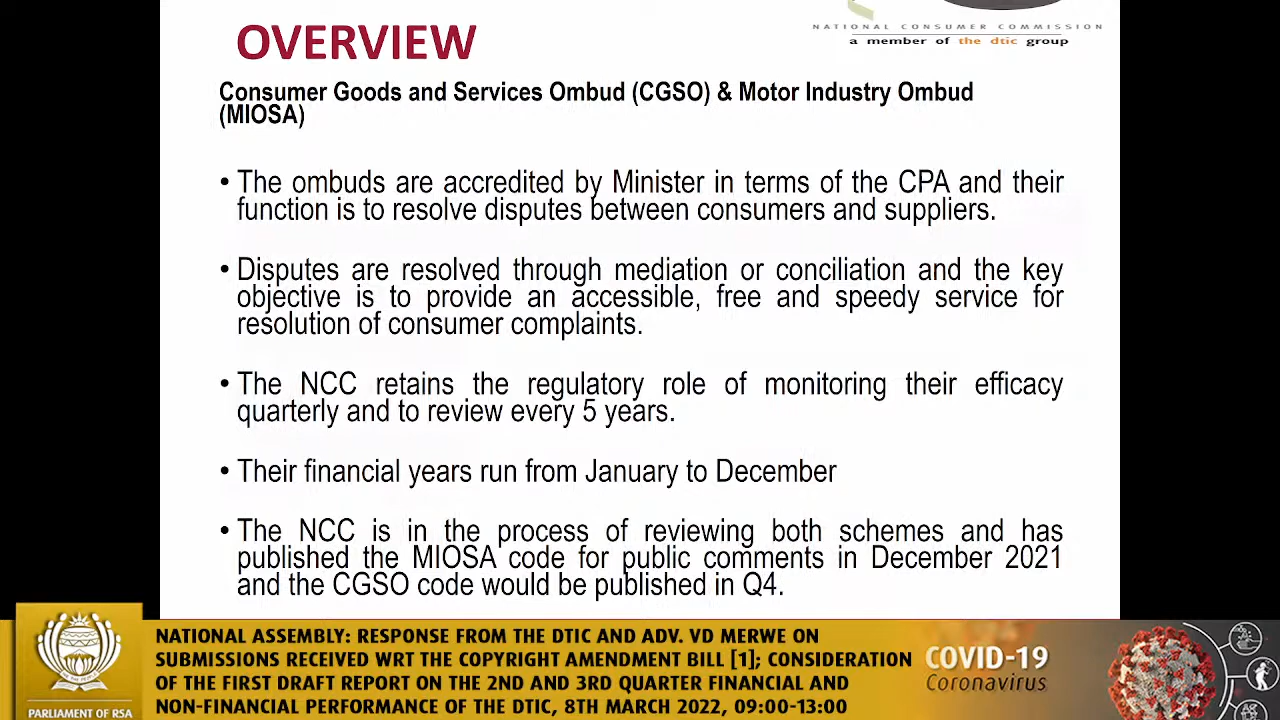 NATIONAL CONSUMER COMMISSION
a member of the dtic group
OVERVIEW
Consumer Goods and Services Ombud (CGSO) & Motor Industry Ombud
(MIOSA)
• The ombuds are accredited by Minister in terms of the CPA and their
function is to resolve disputes between consumers and suppliers.
• Disputes are resolved through mediation or conciliation and the key
objective is to provide an accessible, free and speedy service for
resolution of consumer complaints.
• The NCC retains the regulatory role of monitoring their efficacy
quarterly and to review every 5 years.
• Their financial years run from January to December
• The NCC is in the process of reviewing both schemes and has
published the MIOSA code for public comments in December 2021
and the CGSO code would be published in Q4.
NATIONAL ASSEMBLY: RESPONSE FROM THE DTIC AND ADV. VD MERWE ON
SUBMISSIONS RECEIVED WRT THE COPYRIGHT AMENDMENT BILL [1]; CONSIDERATION
OF THE FIRST DRAFT REPORT ON THE 2ND AND 3RD QUARTER FINANCIAL AND
NON-FINANCIAL PERFORMANCE OF THE DTIC, 8TH MARCH 2022, 09:00-13:00
PARLIAMENT OF RSA
COVID-19
Coronavirus